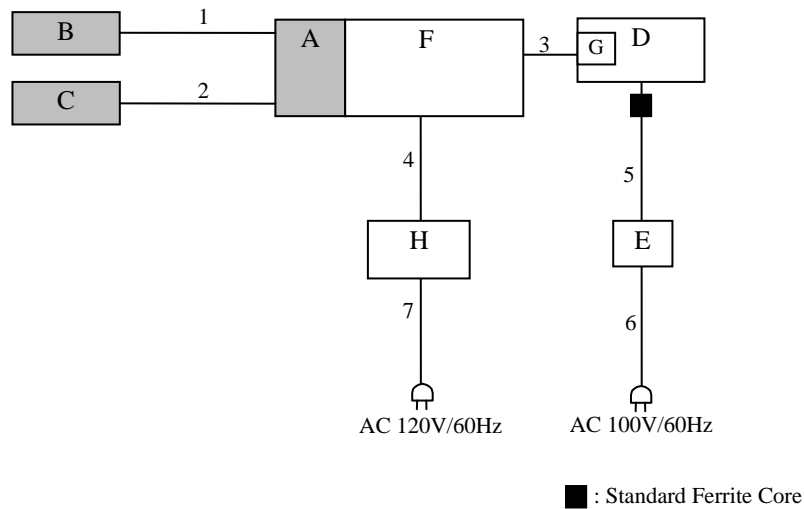 B
1
A
F
3
G
D
C
2
4
5
H
E
7
6
AC 120V/60Hz
AC 100V/60Hz
: Standard Ferrite Core